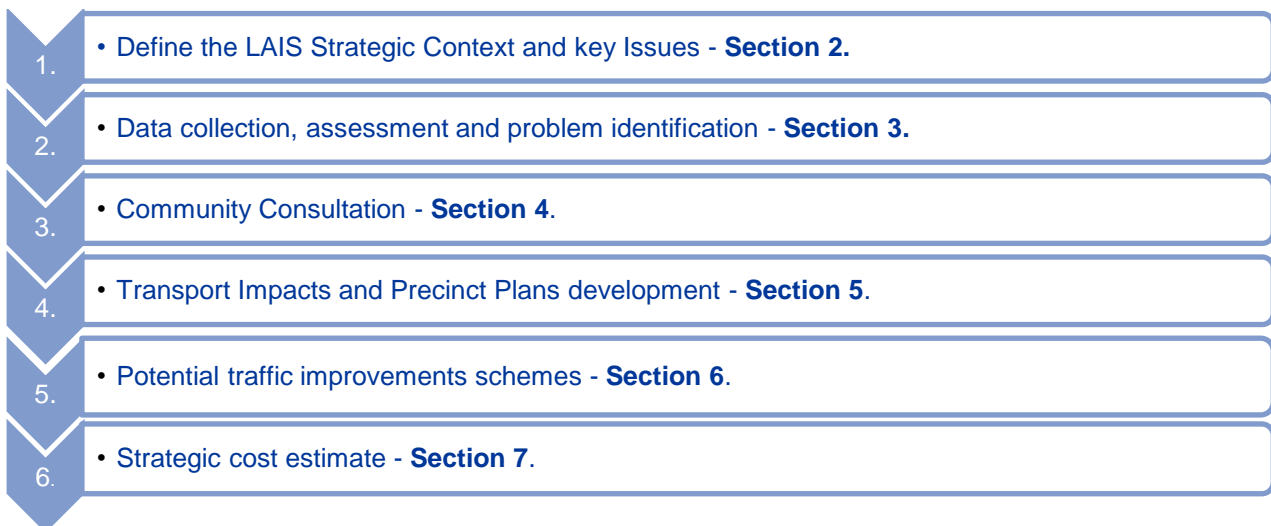 1. • Define the LAIS Strategic Context and key Issues - Section 2.
2. • Data collection, assessment and problem identification - Section 3.
3. • Community Consultation - Section 4.
4. • Transport Impacts and Precinct Plans development - Section 5.
5. • Potential traffic improvements schemes - Section 6.
6. • Strategic cost estimate - Section 7.